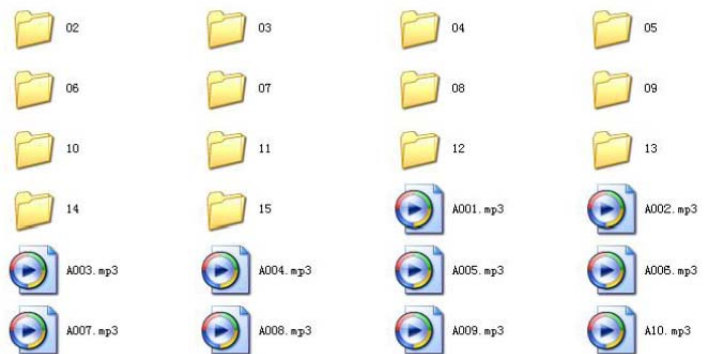 02 03 04 05
06 07 08 09
10 11 12 13
14 15 A001.mp3 A002.mp3
A003.mp3 A004.mp3 A005.mp3 A006.mp3
A007.mp3 A008.mp3 A009.mp3 A10.mp3